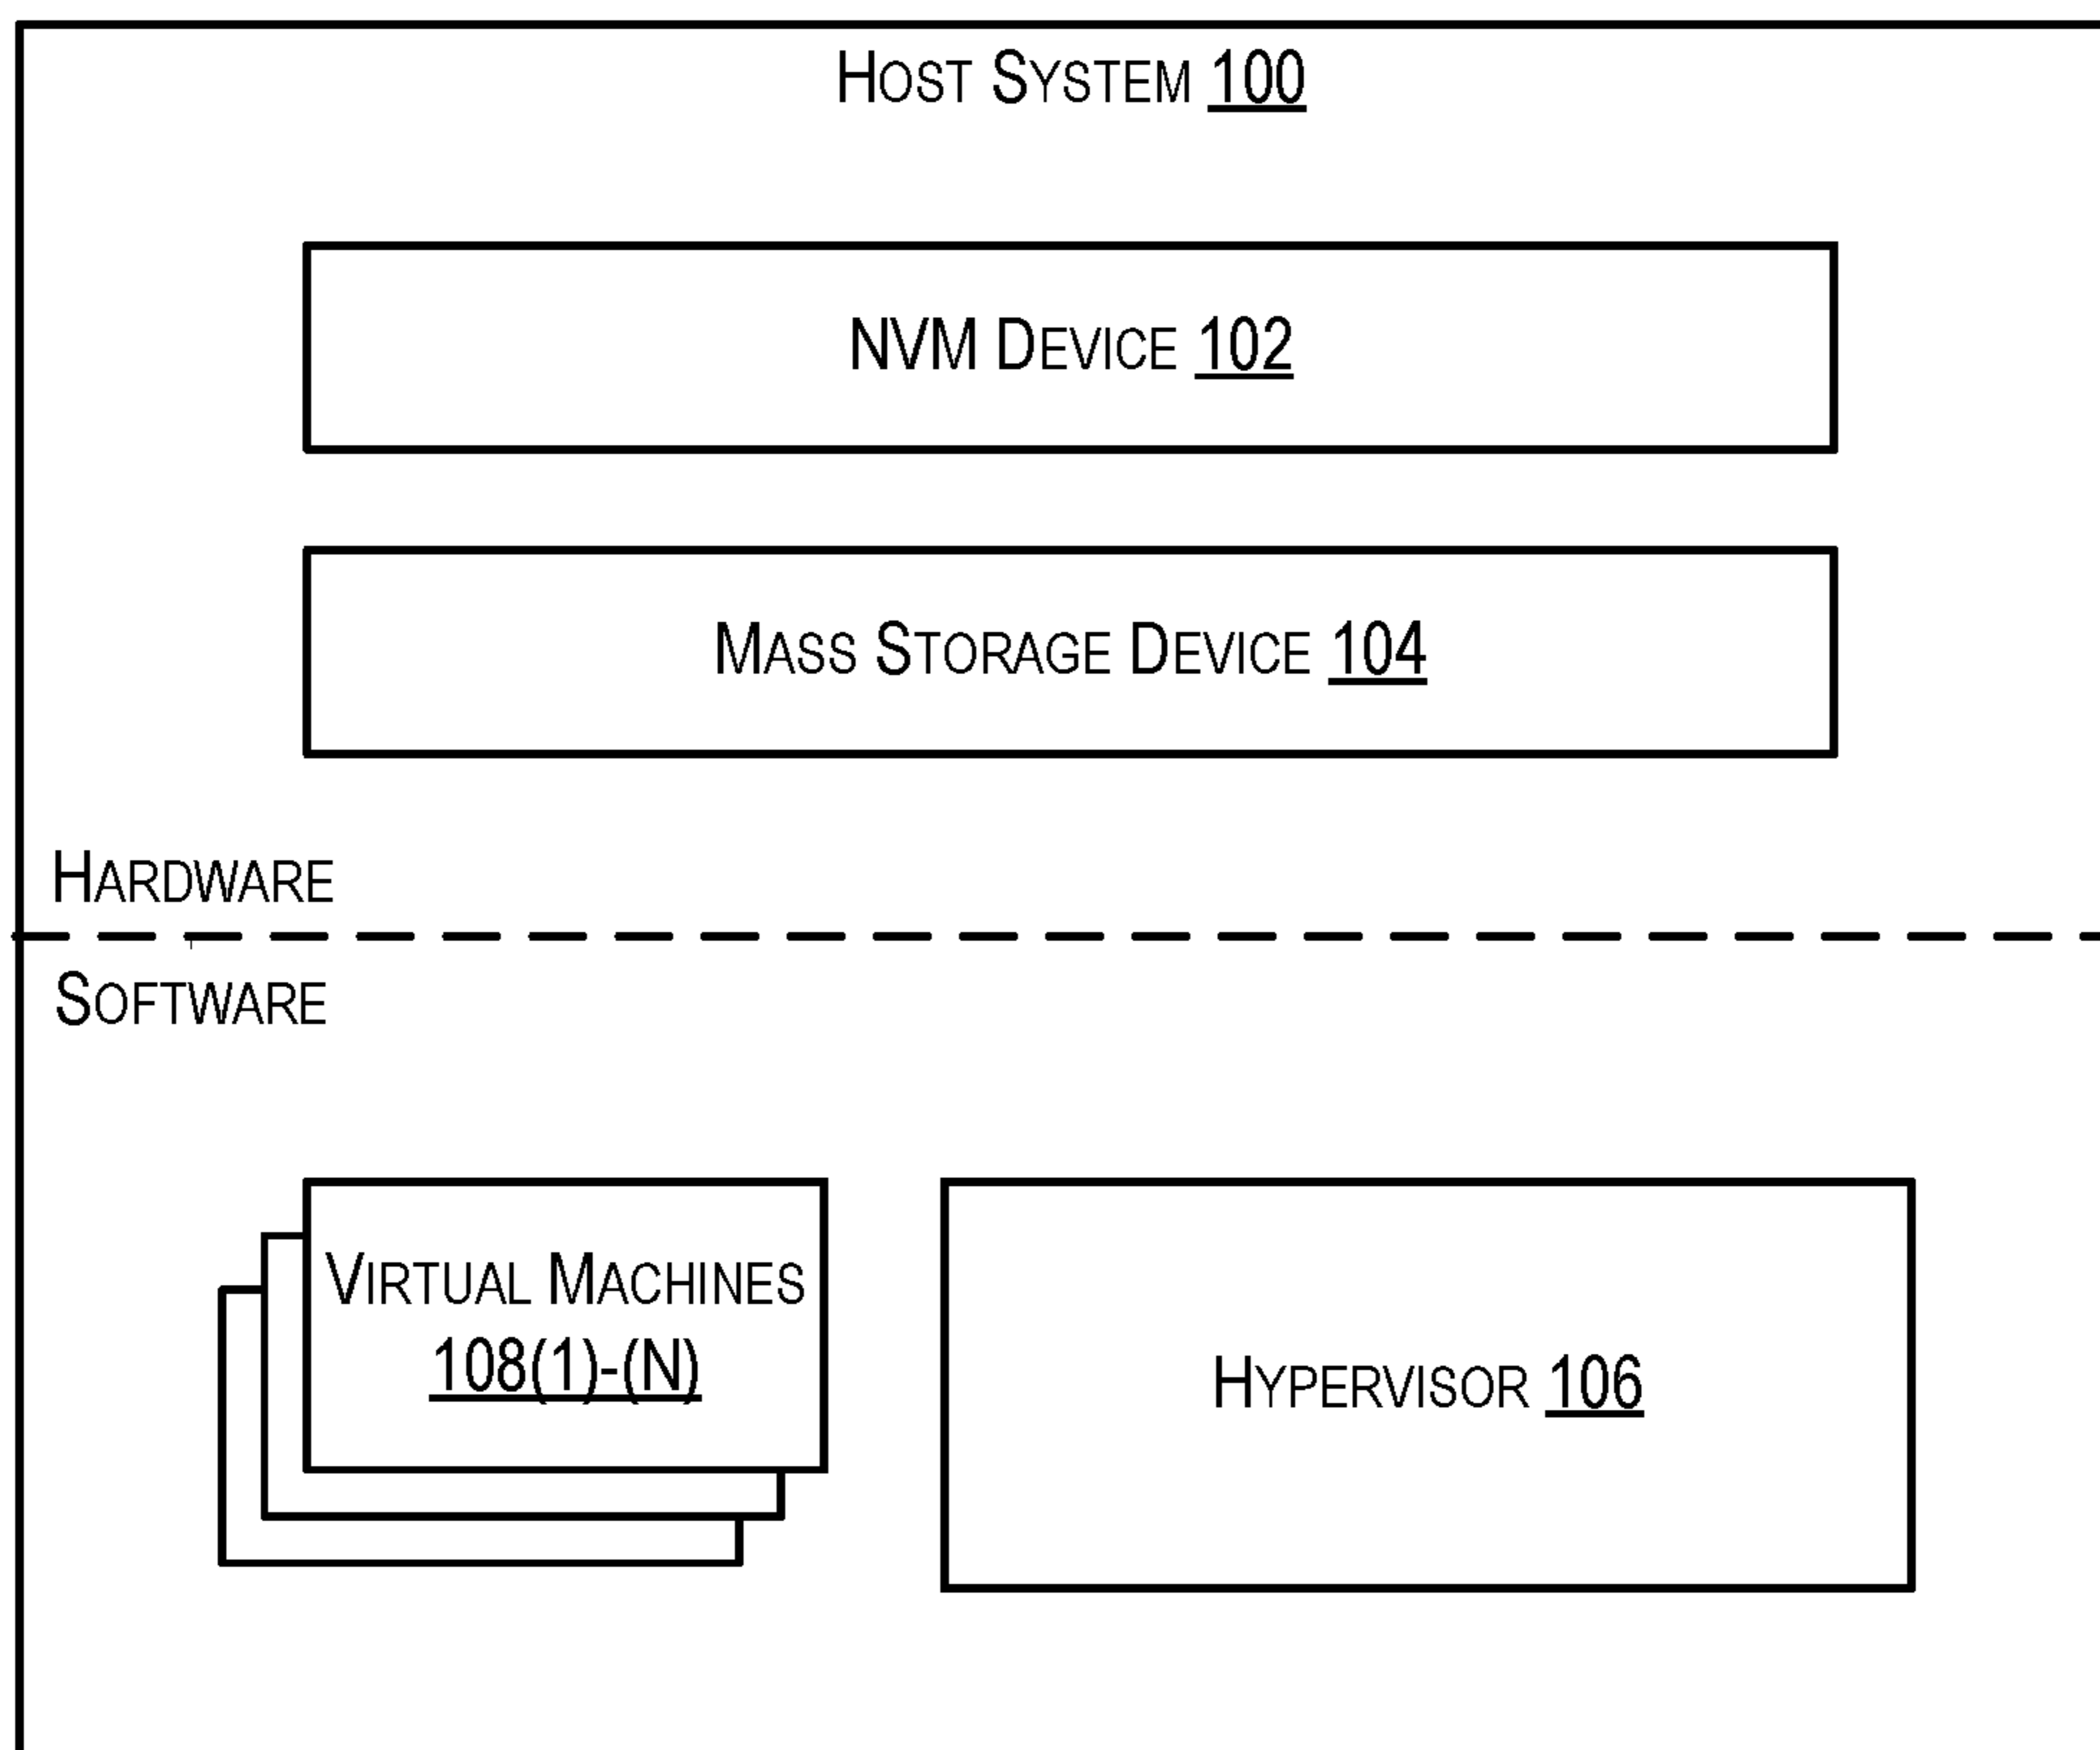 HOST SYSTEM 100
NVM DEVICE 102
MASS STORAGE DEVICE 104
HARDWARE
SOFTWARE
VIRTUAL MACHINES
108(1)-(N)
HYPERVISOR 106